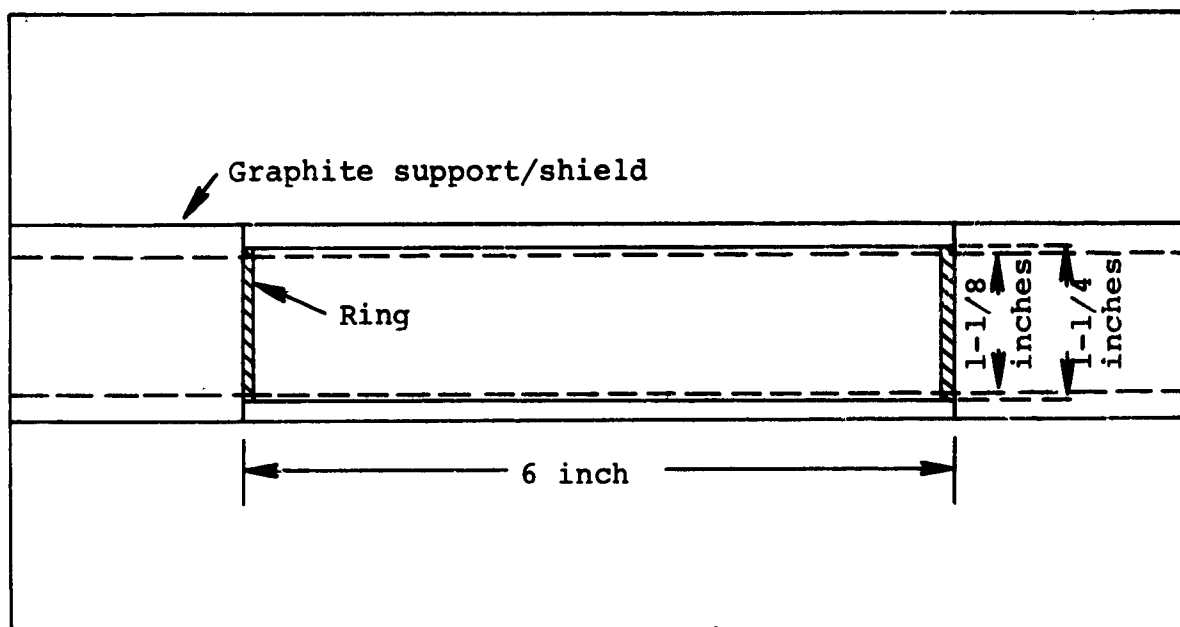 Graphite support/shield
Ring
1-1/8
inches
1-1/4
inches
6 inch